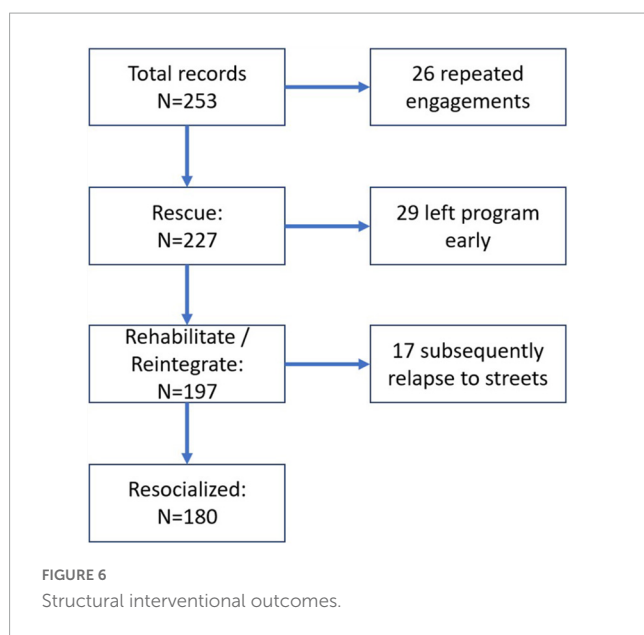 Total records
N=253
26 repeated
engagements
Rescue:
N=227
29 left program
early
Rehabilitate /
Reintegrate:
N=197
17 subsequently
relapse to streets
Resocialized:
N=180
FIGURE 6
Structural interventional outcomes.